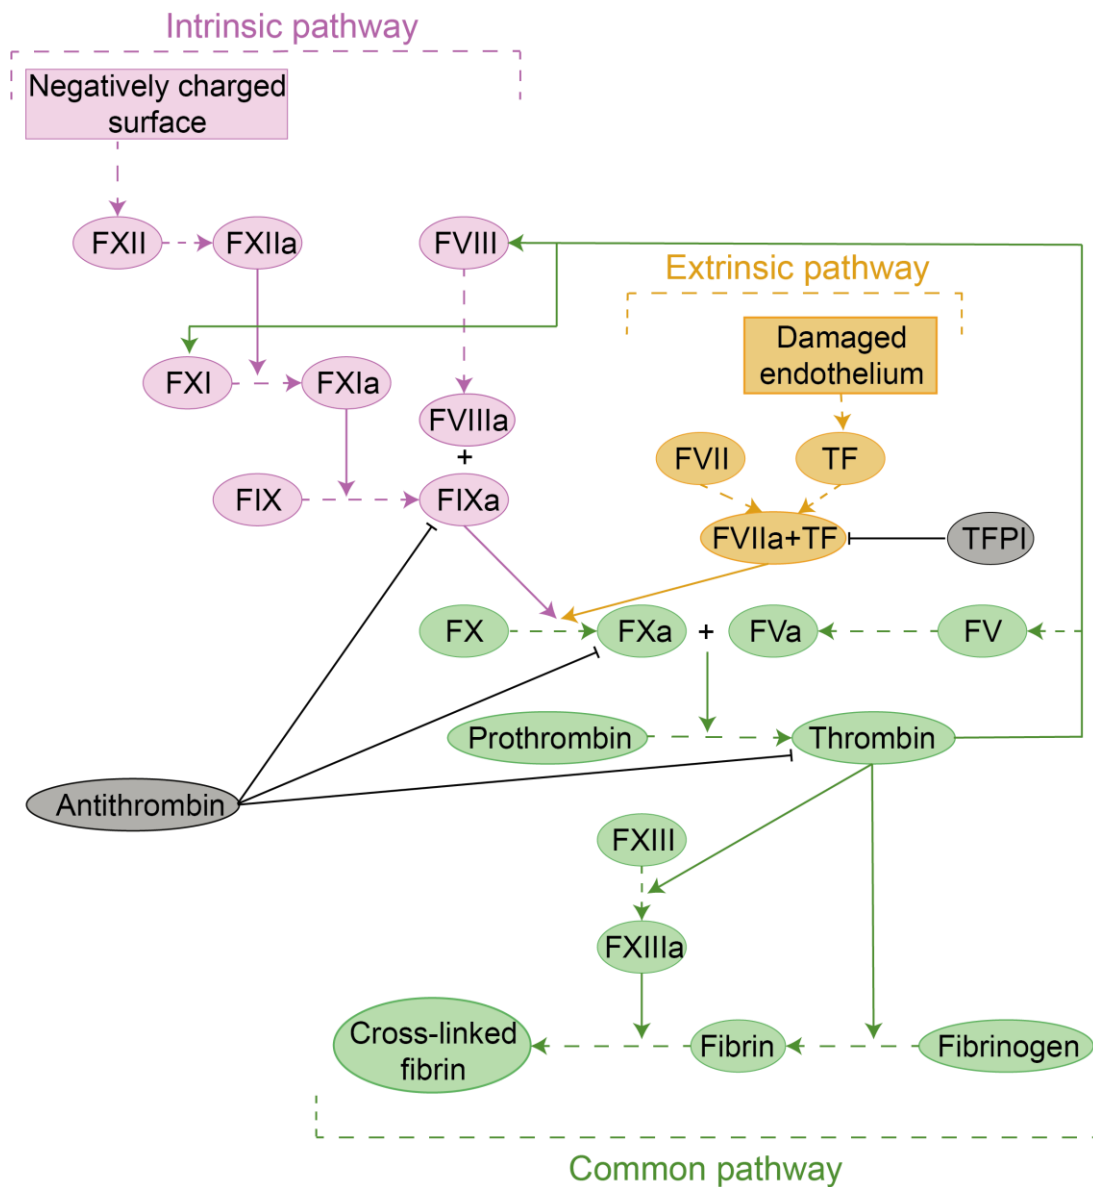 Intrinsic pathway
Negatively charged
surface
FXII
FXIIa
FVIII
Extrinsic pathway
Damaged
endothelium
FXI
FXIa
FVIIIa
+
FVII
TF
FIX
FIXa
FVIIa+TF
TFPI
FX
FXa
+
FVa
FV
Prothrombin
Thrombin
Antithrombin
FXIII
FXIIIa
Cross-linked
fibrin
Fibrin
Fibrinogen
Common pathway